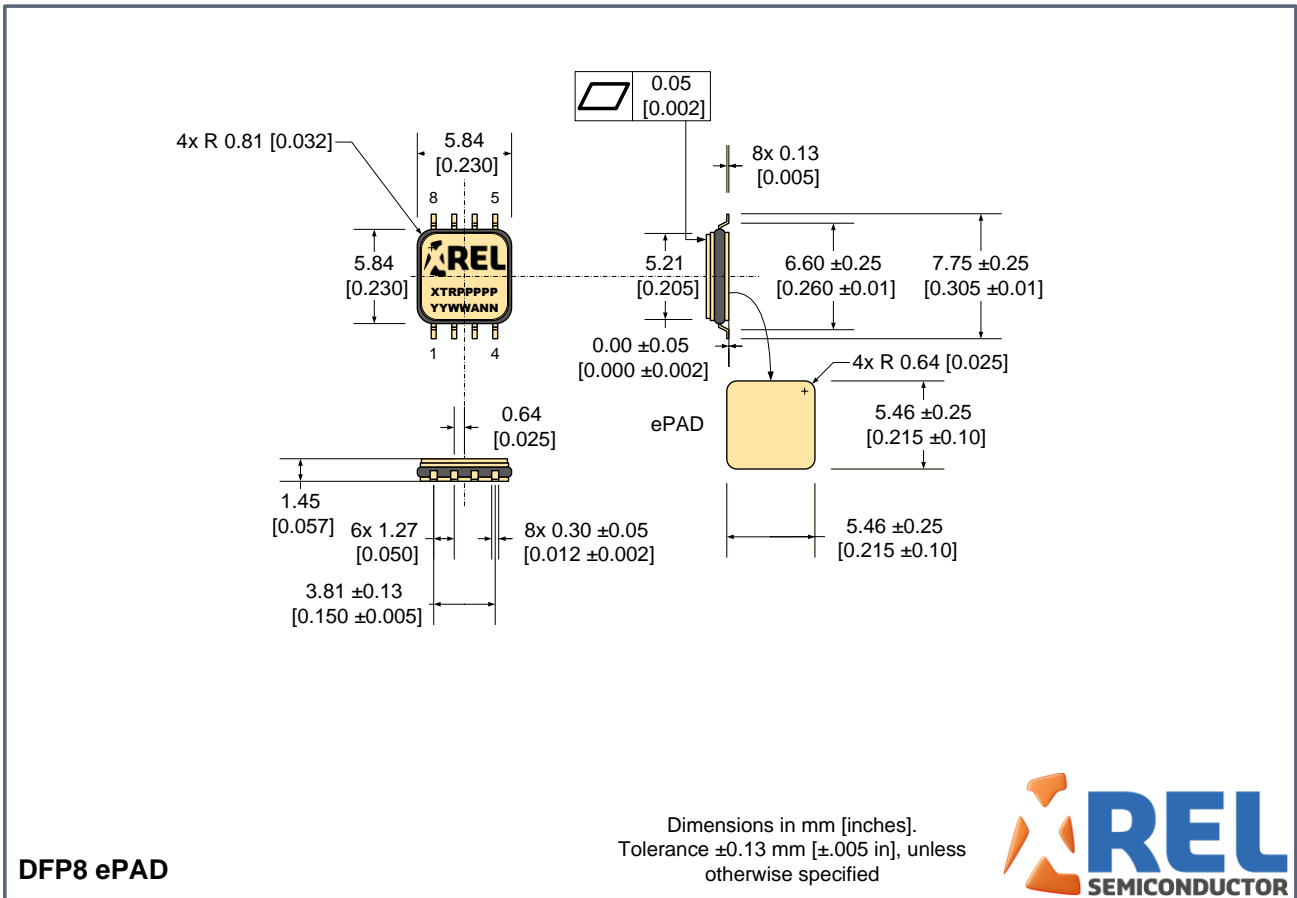 0.05
[0.002]
4x R 0.81 [0.032]
5.84
[0.230]
8x 0.13
[0.005]
8 5
5.84
[0.230]
REL
XTRPPPPP
YYWWANN
5.21
[0.205]
6.60 ±0.25
[0.260 ±0.01]
7.75 ±0.25
[0.305 ±0.01]
1 4
0.00 ±0.05
[0.000 ±0.002]
4x R 0.64 [0.025]
ePAD
5.46 ±0.25
[0.215 ±0.10]
0.64
[0.025]
1.45
[0.057]
6x 1.27
[0.050]
8x 0.30 ±0.05
[0.012 ±0.002]
5.46 ±0.25
[0.215 ±0.10]
3.81 ±0.13
[0.150 ±0.005]
Dimensions in mm [inches].
Tolerance ±0.13 mm [±.005 in], unless
otherwise specified
DFP8 ePAD
XREL
SEMICONDUCTOR